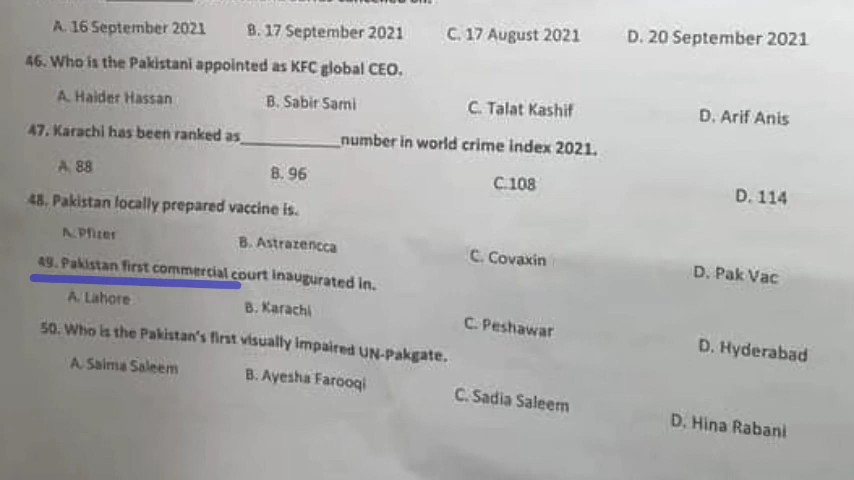 A. 16 September 2021 B. 17 September 2021 C. 17 August 2021 D. 20 September 2021
46. Who is the Pakistani appointed as KFC global CEO.
A. Haider Hassan B. Sabir Sami C. Talat Kashif D. Arif Anis
47. Karachi has been ranked as__________number in world crime index 2021.
A. 88 B. 96 C.108 D. 114
48. Pakistan locally prepared vaccine is.
A. Pfizer B. Astrazencca C. Covaxin D. Pak Vac
49. Pakistan first commercial court inaugurated in.
A. Lahore B. Karachi C. Peshawar D. Hyderabad
50. Who is the Pakistan's first visually impaired UN-Pakgate.
A. Saima Saleem B. Ayesha Farooqi C. Sadia Saleem D. Hina Rabani